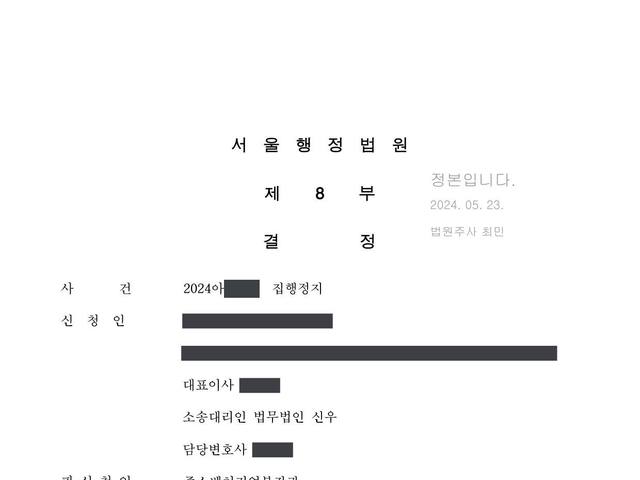 서울행정법원
제 8 부
정본입니다.
2024. 05. 23.
결 정
법원주사 최민
사 건 2024아 집행정지
신 청 인
대표이사
소송대리인 법무법인 신우
담당변호사